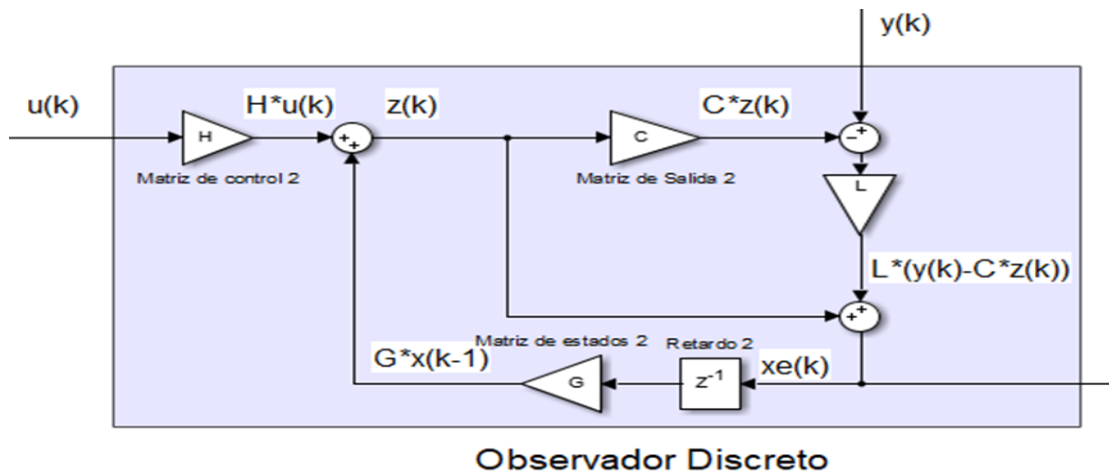 y(k)
u(k)
H*u(k)
z(k)
C*z(k)
H
+
+
C
-
+
Matriz de control 2
Matriz de Salida 2
L
L*(y(k)-C*z(k))
+
+
Matriz de estados 2
Retardo 2
G*x(k-1)
xe(k)
G
z-1
Observador Discreto